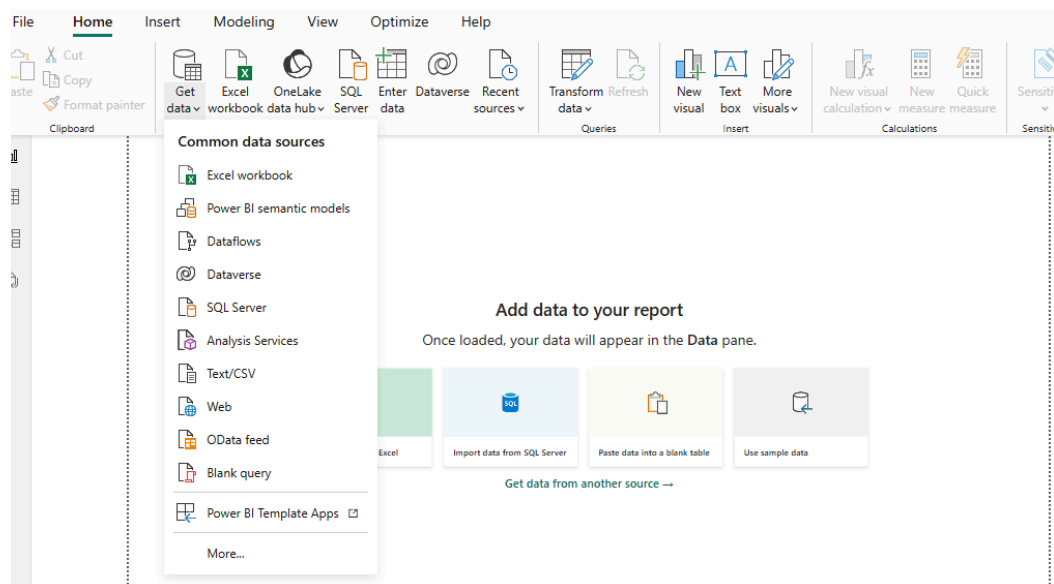 File Home Insert Modeling View Optimize Help
Cut
Copy
Format painter
Clipboard
Get data
Excel workbook
OneLake data hub
SQL Server
Enter data
Dataverse
Recent sources
Transform data
Refresh
Queries
New visual
Text box
More visuals
Insert
New visual calculation
New measure
Quick measure
Calculations
Common data sources
Excel workbook
Power BI semantic models
Dataflows
Dataverse
SQL Server
Analysis Services
Text/CSV
Web
OData feed
Blank query
Power BI Template Apps
More...
Add data to your report
Once loaded, your data will appear in the Data pane.
Excel
Import data from SQL Server
SQL
Paste data into a blank table
Use sample data
Get data from another source →